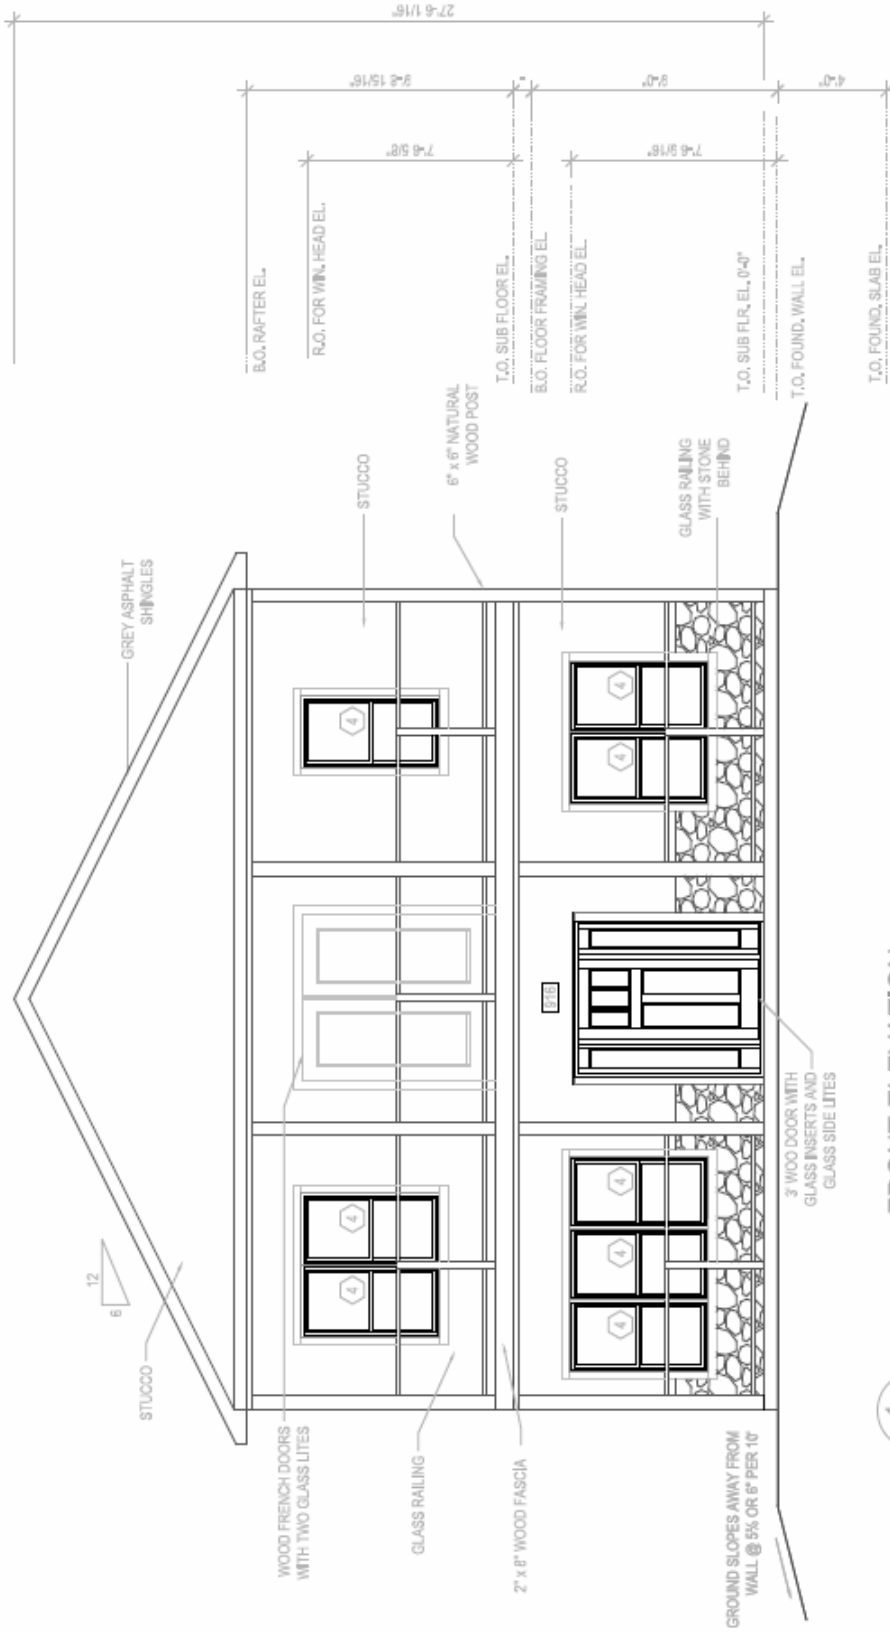 27'-6 1/16"
9'-8 15/16"
9'-0"
4'-0"
7'-6 5/8"
7'-6 9/16"
B.O. RAFTER EL.
R.O. FOR WIN. HEAD EL.
T.O. SUB FLOOR EL.
B.O. FLOOR FRAMING EL.
R.O. FOR WIN. HEAD EL.
T.O. SUB FLR. EL. 0'-0"
T.O. FOUND. WALL EL.
T.O. FOUND. SLAB EL.
GREY ASPHALT
SHINGLES
STUCCO
6" x 6" NATURAL
WOOD POST
STUCCO
GLASS RAILING
WITH STONE
BEHIND
12
6
STUCCO
WOOD FRENCH DOORS
WITH TWO GLASS LITES
GLASS RAILING
2" x 8" WOOD FASCIA
GROUND SLOPES AWAY FROM
WALL @ 5% OR 6" PER 10'
4
4
4
916
4
4
4
4
4
3' WOO DOOR WITH
GLASS INSERTS AND
GLASS SIDE LITES
FRONT ELEVATION